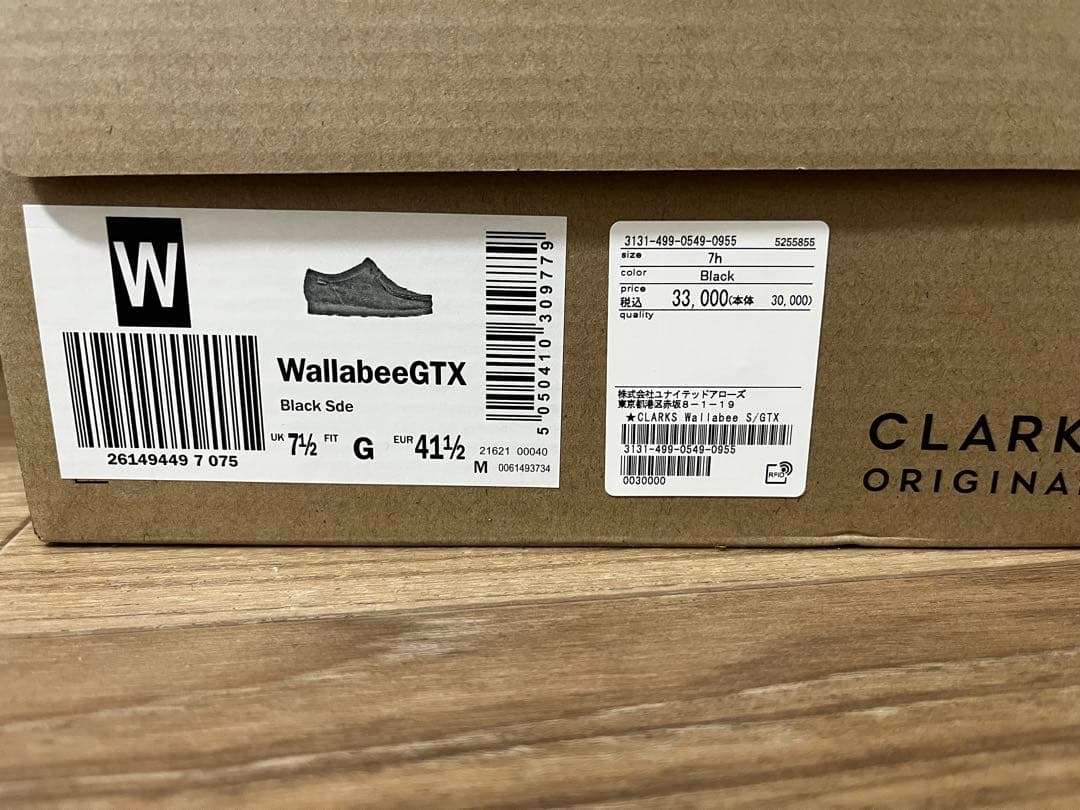 W
26149449 7 075
WallabeeGTX
Black Sde
UK 7½ FIT G EUR 41½
21621 00040
M 0061493734
5 050410 309779
3131-499-0549-0955 5255855
size 7h
color Black
price
税込 33,000(本体 30,000)
quality
株式会社ユナイテッドアローズ
東京都港区赤坂8-1-19
★CLARKS Wallabee S/GTX
3131-499-0549-0955
0030000
RFID
CLARK
ORIGINA